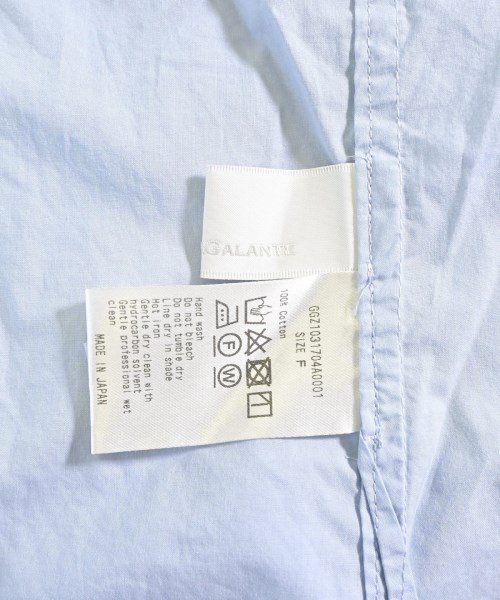 GALANTE
GGZ1031704A0001
SIZE F
100% Cotton
Hand wash
Do not bleach
Do not tumble dry
Line dry in shade
Hot iron
Gentle dry clean with
hydrocarbon solvent
Gentle professional wet
clean
MADE IN JAPAN
F
W